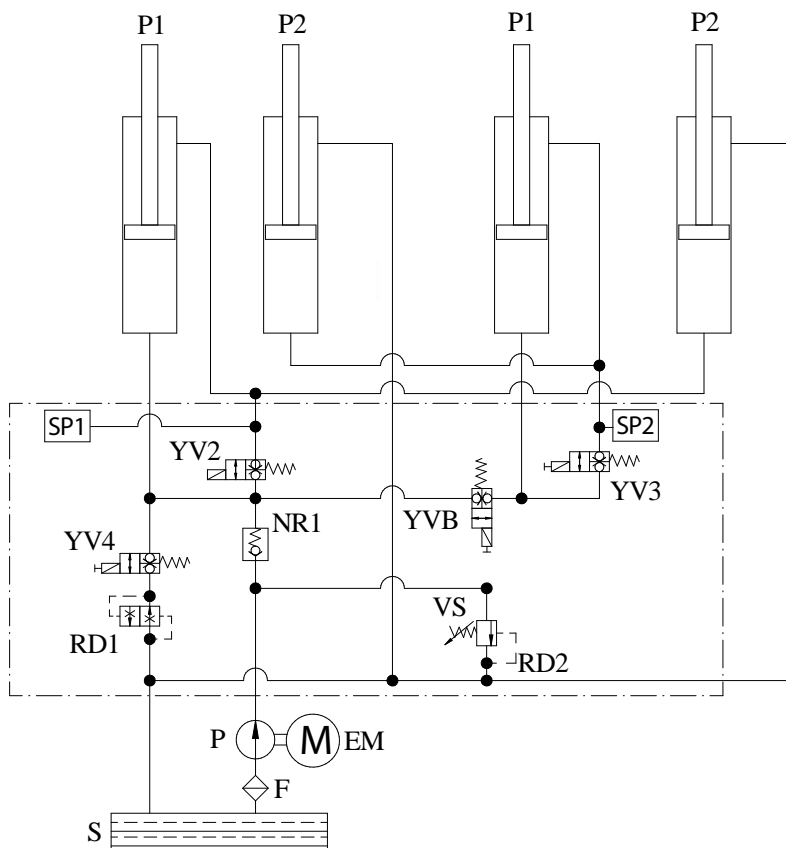 P1 P2 P1 P2
SP1 SP2
YV2
YV3
YVB
NR1
YV4
VS
RD1 RD2
P M EM
F
S